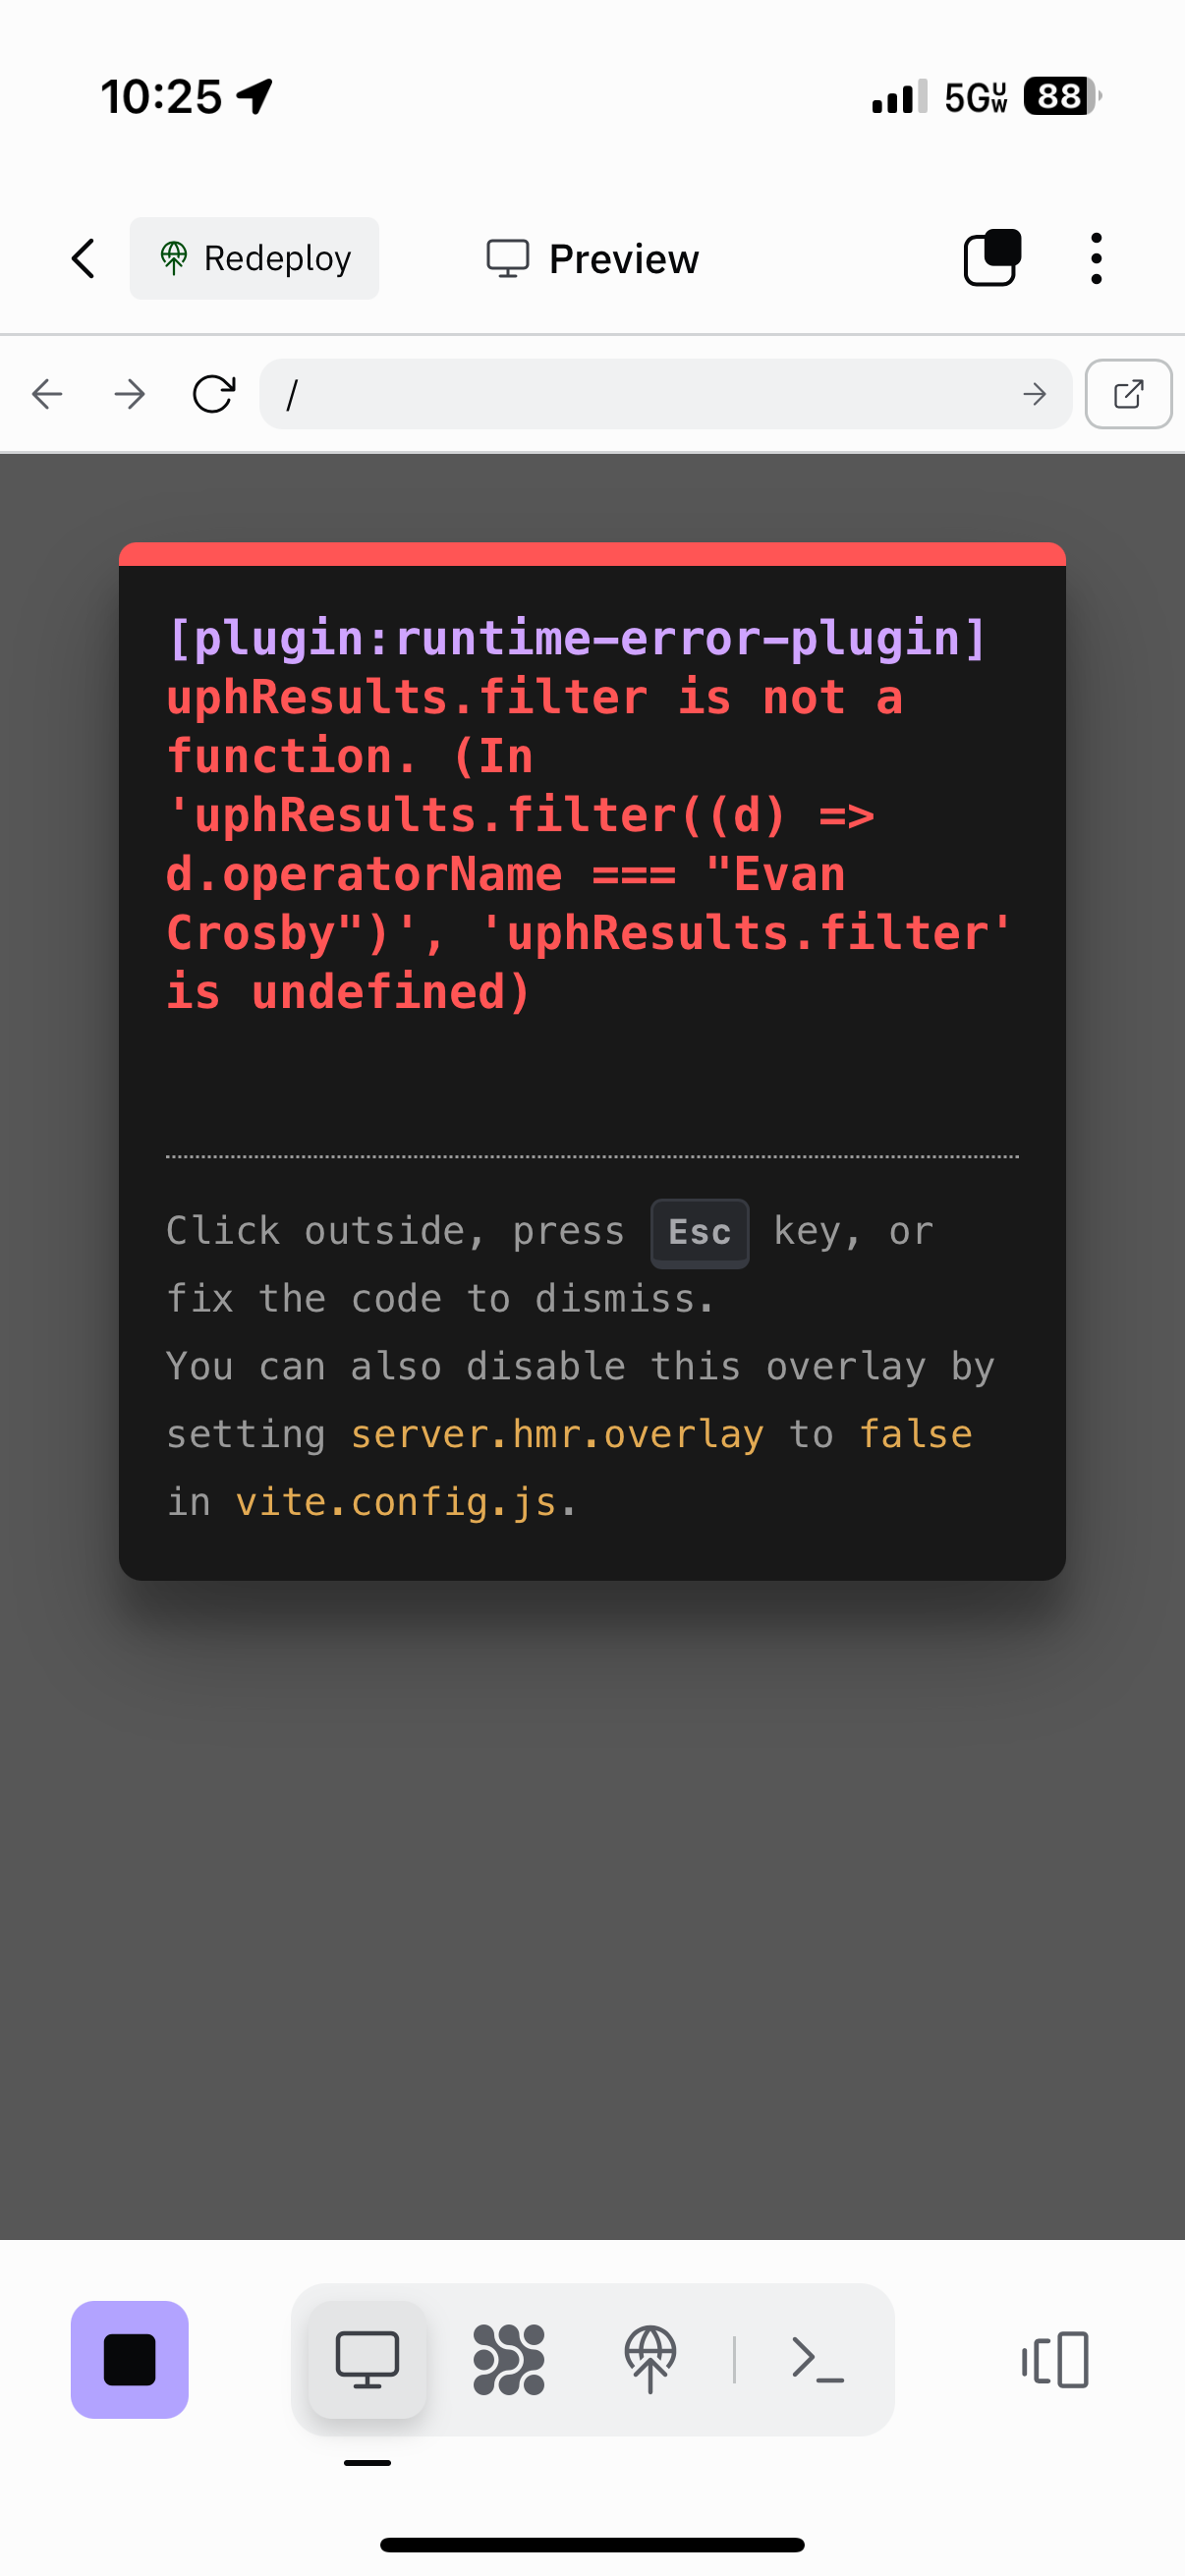 10:25
5GUW 88
Redeploy
Preview
/
[plugin:runtime-error-plugin]
uphResults.filter is not a
function. (In
'uphResults.filter((d) =>
d.operatorName === "Evan
Crosby")', 'uphResults.filter'
is undefined)
Click outside, press Esc key, or
fix the code to dismiss.
You can also disable this overlay by
setting server.hmr.overlay to false
in vite.config.js.